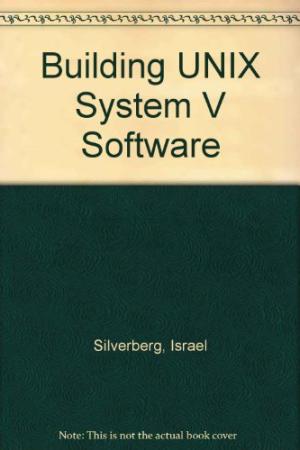 Building UNIX
System V
Software
Silverberg, Israel
Note: This is not the actual book cover